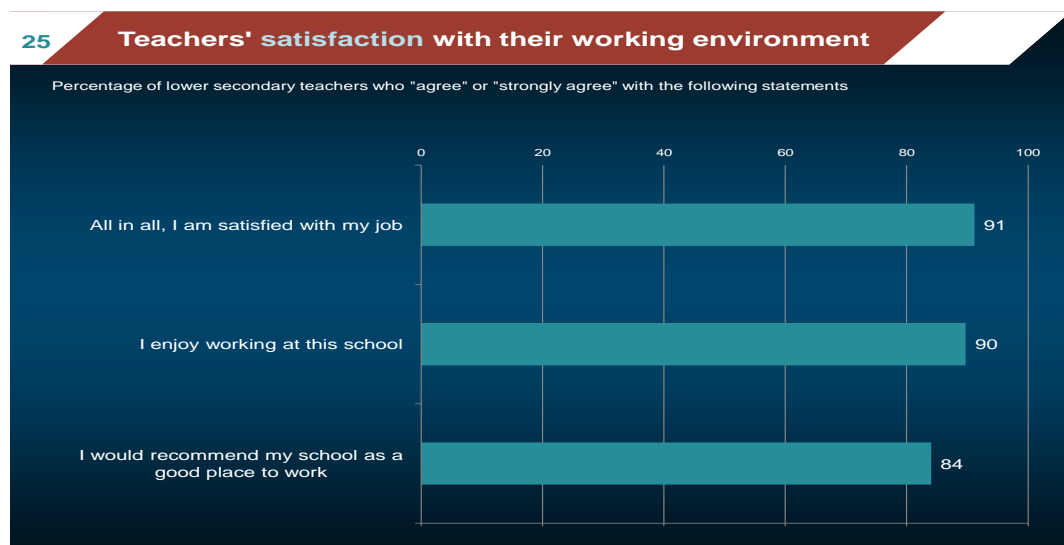 25
Teachers' satisfaction with their working environment
Percentage of lower secondary teachers who "agree" or "strongly agree" with the following statements
0 20 40 60 80 100
All in all, I am satisfied with my job 91
I enjoy working at this school 90
I would recommend my school as a
good place to work 84